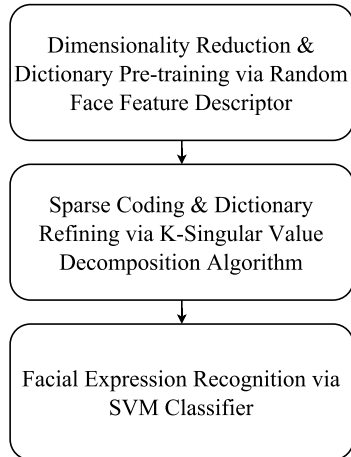 Dimensionality Reduction &
Dictionary Pre-training via Random
Face Feature Descriptor
Sparse Coding & Dictionary
Refining via K-Singular Value
Decomposition Algorithm
Facial Expression Recognition via
SVM Classifier